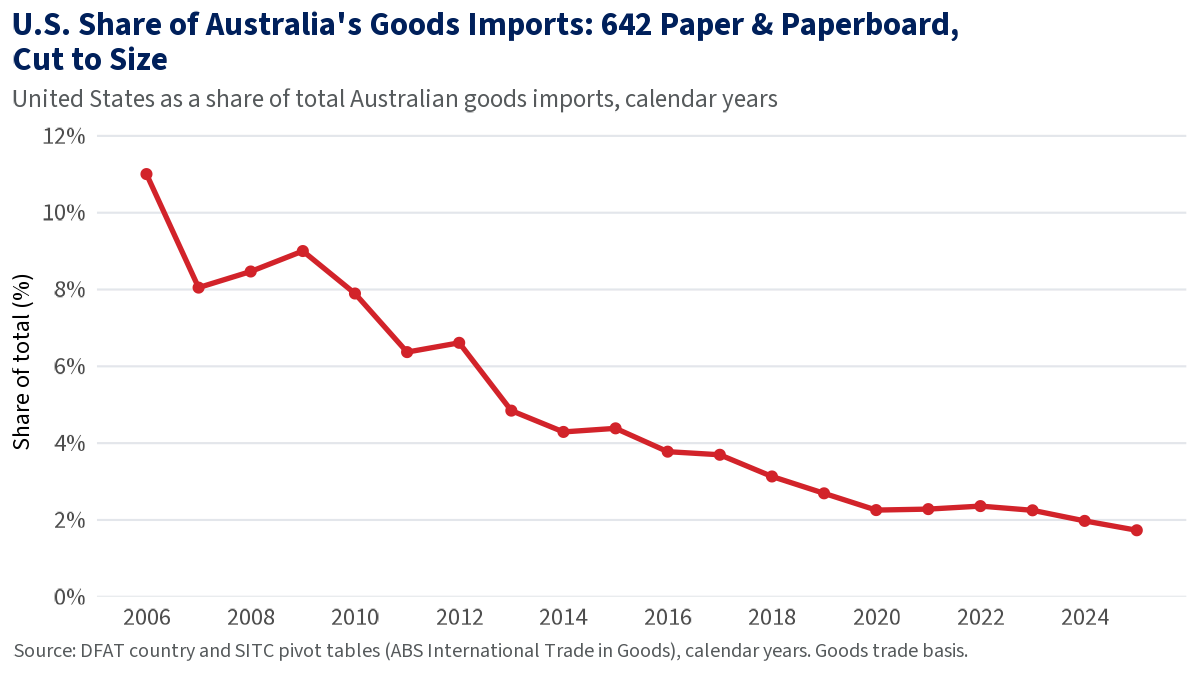 U.S. Share of Australia's Goods Imports: 642 Paper & Paperboard,
Cut to Size
United States as a share of total Australian goods imports, calendar years
Share of total (%)
12%
10%
8%
6%
4%
2%
0%
2006 2008 2010 2012 2014 2016 2018 2020 2022 2024
Source: DFAT country and SITC pivot tables (ABS International Trade in Goods), calendar years. Goods trade basis.